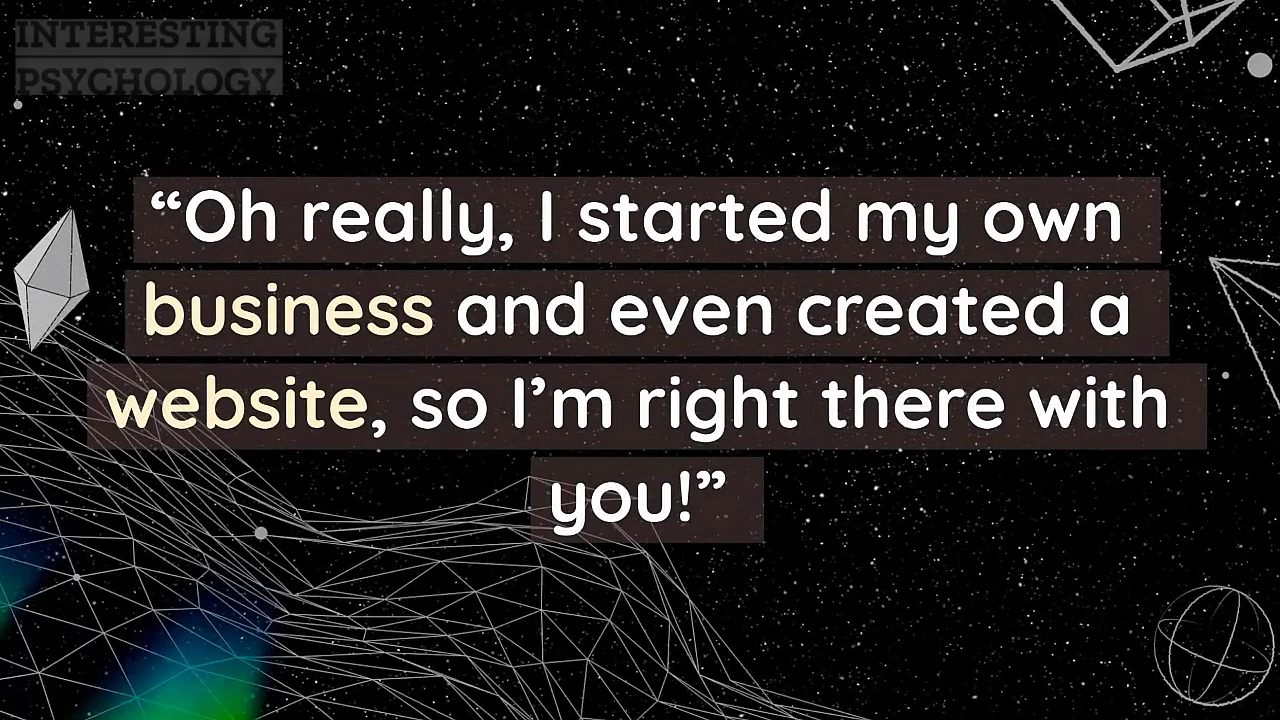 INTERESTING
PSYCHOLOGY
“Oh really, I started my own
business and even created a
website, so I’m right there with
you!”